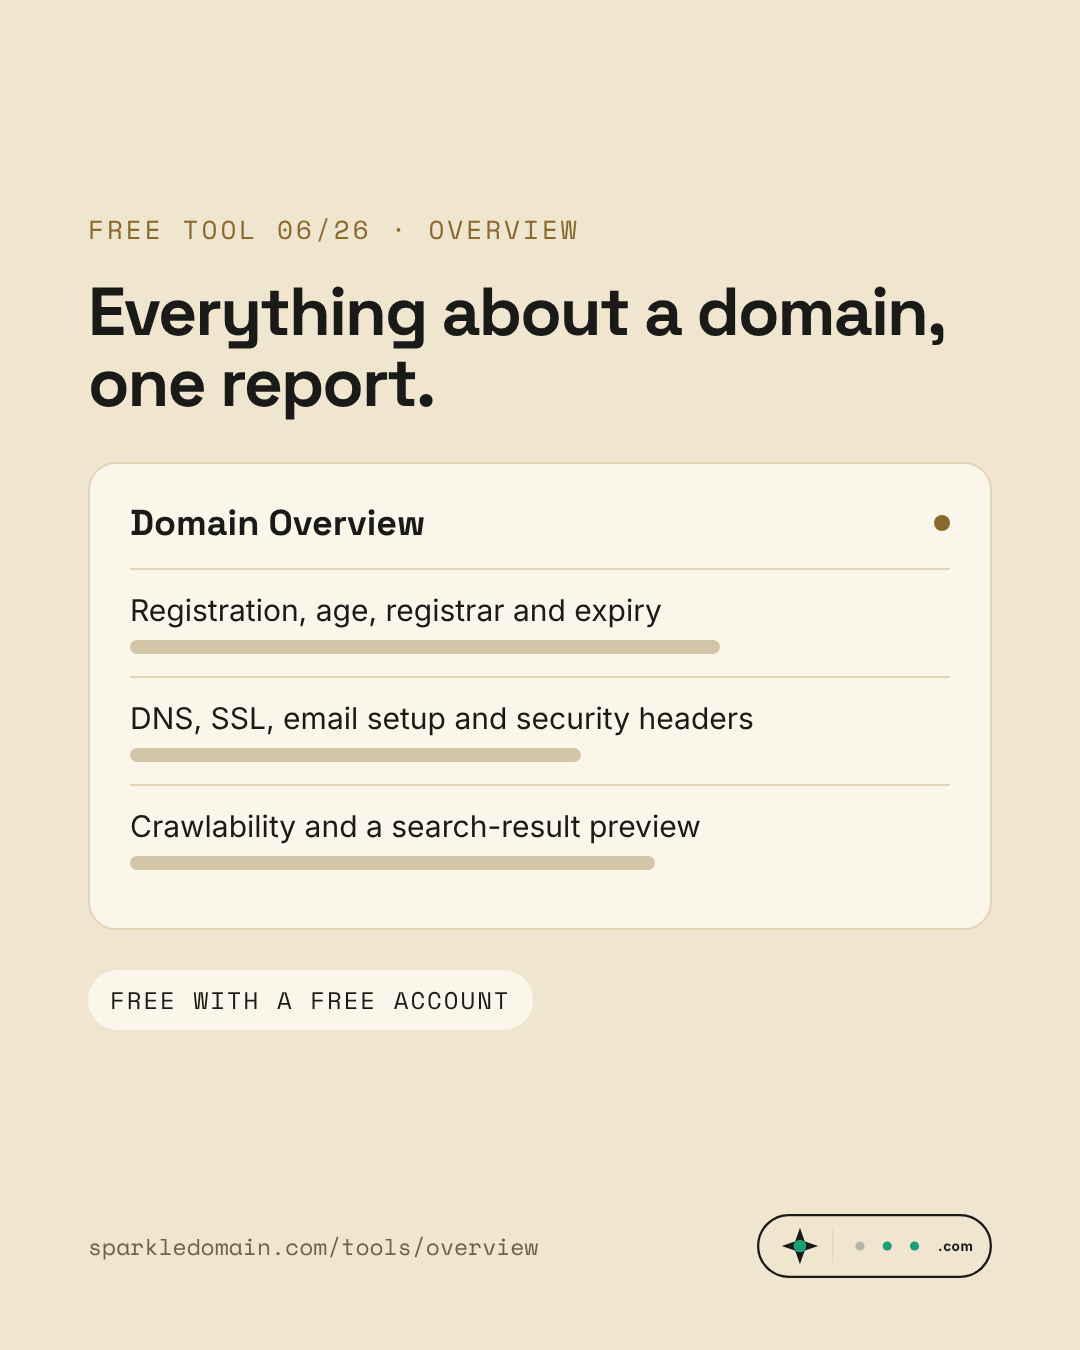 FREE TOOL 06/26 · OVERVIEW
Everything about a domain,
one report.
Domain Overview
Registration, age, registrar and expiry
DNS, SSL, email setup and security headers
Crawlability and a search-result preview
FREE WITH A FREE ACCOUNT
sparkledomain.com/tools/overview
.com